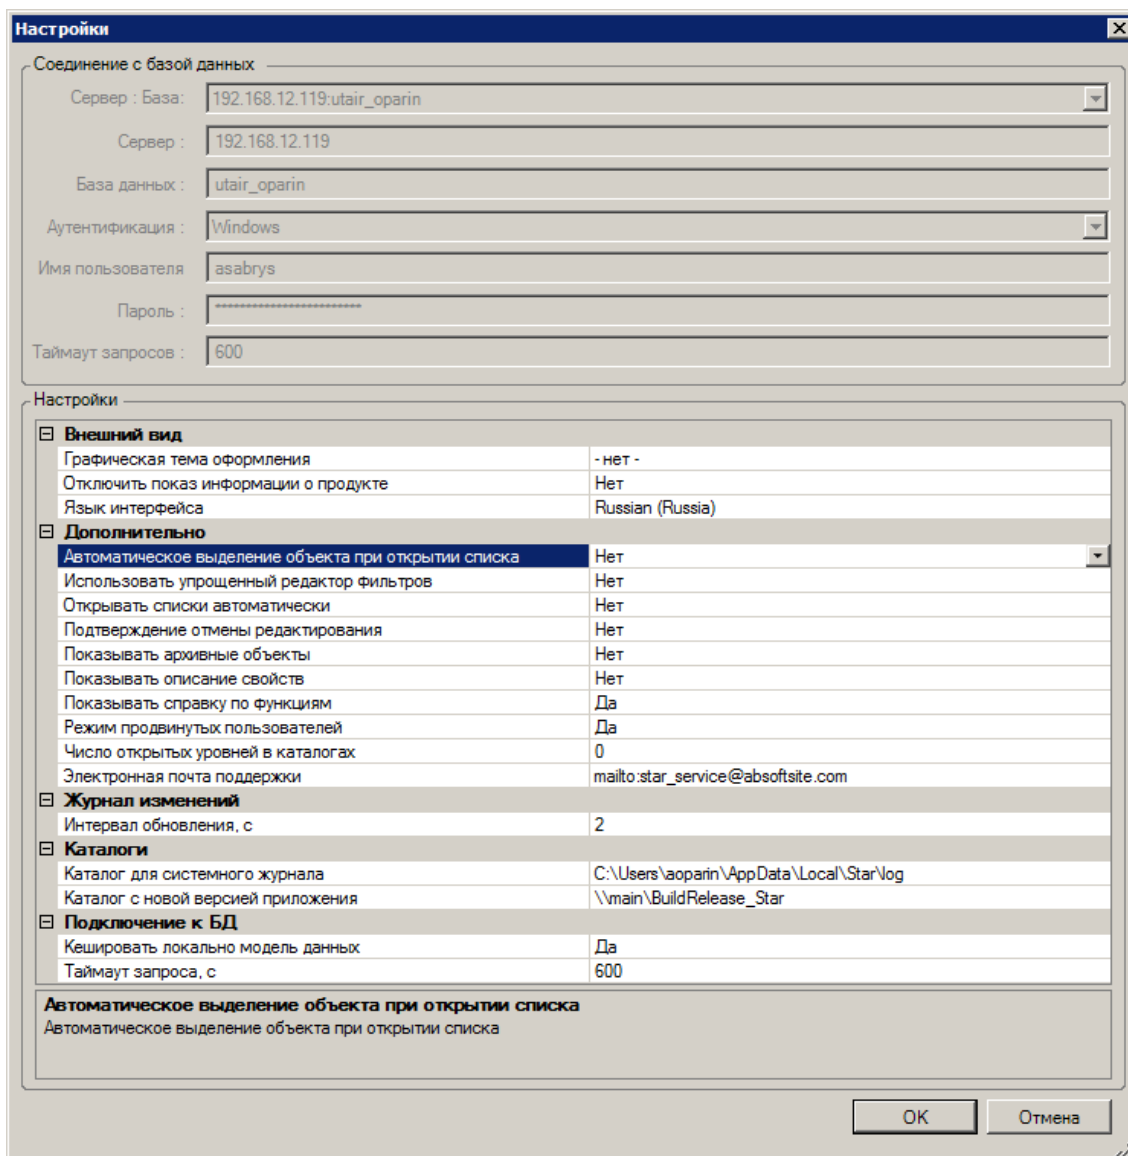 Настройки
Соединение с базой данных
Сервер : База: 192.168.12.119:utair_oparin
Сервер : 192.168.12.119
База данных : utair_oparin
Аутентификация : Windows
Имя пользователя asabrys
Пароль : ************************
Таймаут запросов : 600
Настройки
Внешний вид
Графическая тема оформления - нет -
Отключить показ информации о продукте Нет
Язык интерфейса Russian (Russia)
Дополнительно
Автоматическое выделение объекта при открытии списка Нет
Использовать упрощенный редактор фильтров Нет
Открывать списки автоматически Нет
Подтверждение отмены редактирования Нет
Показывать архивные объекты Нет
Показывать описание свойств Нет
Показывать справку по функциям Да
Режим продвинутых пользователей Да
Число открытых уровней в каталогах 0
Электронная почта поддержки mailto:star_service@absoftsite.com
Журнал изменений
Интервал обновления, с 2
Каталоги
Каталог для системного журнала C:\Users\aoparin\AppData\Local\Star\log
Каталог с новой версией приложения \\main\BuildRelease_Star
Подключение к БД
Кешировать локально модель данных Да
Таймаут запроса, с 600
Автоматическое выделение объекта при открытии списка
Автоматическое выделение объекта при открытии списка
OK Отмена